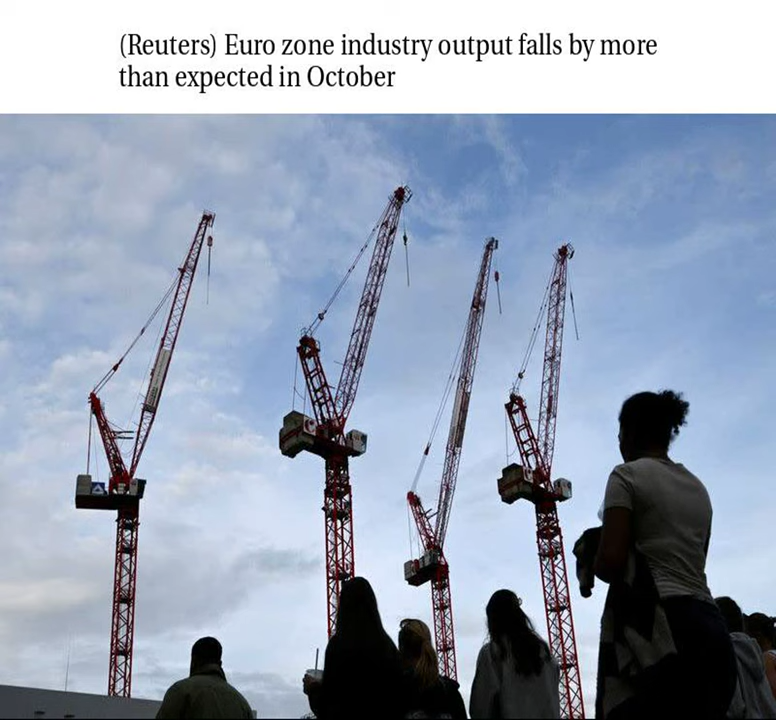 (Reuters) Euro zone industry output falls by more
than expected in October